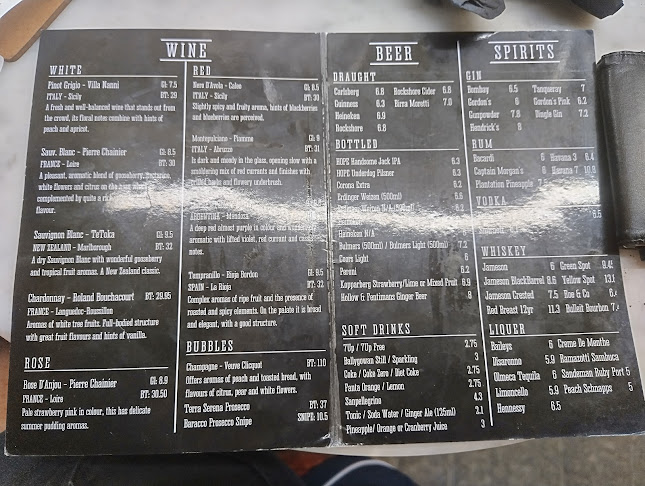 WINE
WHITE
Pinot Grigio - Villa Nanni Gl: 7.5
ITALY - Sicily BT: 29
A fresh and well-balanced wine that stands out from
the crowd, its floral notes combine with hints of
peach and apricot.
Sauv. Blanc - Pierre Chainier Gl: 8.5
FRANCE - Loire BT: 30
A pleasant, aromatic blend of gooseberry,
white flowers and citrus on the
complemented by quite a
flavour.
Sauvignon Blanc - TeToka Gl: 9.5
NEW ZEALAND - Marlborough BT: 32
A dry Sauvignon Blanc with wonderful gooseberry
and tropical fruit aromas. A New Zealand classic.
Chardonnay - Roland Bouchacourt BT: 29.95
FRANCE - Languedoc-Roussillon
Aromas of white tree fruits. Full-bodied structure
with great fruit flavours and hints of vanilla.
ROSE
Rose D'Anjou - Pierre Chainier Gl: 8.9
FRANCE - Loire BT: 30.50
Pale strawberry pink in colour, this has delicate
summer pudding aromas.
RED
Nero D'Avola - Caleo Gl: 8.5
ITALY - Sicily BT: 30
Slightly spicy and fruity aroma, hints of blackberries
and blueberries are perceived.
Montepulciano - Fiamme Gl: 9
ITALY - Abruzzo BT: 31
Is dark and moody in the glass, opening slow with a
smoldering mix of red currants and finishes with
and flowery underbrush.
ARGENTINA - Mendoza
A deep red almost purple in colour and
aromatic with lifted violet, red currant and
notes.
Tempranillo - Rioja Bordon Gl: 9.5
SPAIN - La Rioja BT: 32
Complex aromas of ripe fruit and the presence of
roasted and spicy elements. On the palate it is broad
and elegant, with a good structure.
BUBBLES
Champagne - Veuve Clicquot BT: 110
Offers aromas of peach and toasted bread, with
flavours of citrus, pear and white flowers.
Terra Serena Prosecco BT: 37
Baracco Prosecco Snipe SNIPE: 10.5
BEER
DRAUGHT
Carlsberg 6.8 Rockshore Cider 6.8
Guinness 6.3 Birra Moretti 7.0
Heineken 6.9
Rockshore 6.8
BOTTLED
HOPE Handsome Jack IPA 6.3
HOPE Underdog Pilsner 6.3
Corona Extra 6.2
Erdinger Weizen (500ml) 6.6
Heineken
Heineken N/A
Bulmers (500ml) / Bulmers Light (500ml) 7.2
Coors Light 6
Peroni 6.2
Kopparberg Strawberry/Lime or Mixed Fruit 8.9
Hollow & Fentimans Ginger Beer 8
SOFT DRINKS
7Up / 7Up Free 2.75
Ballygowan Still / Sparkling 3
Coke / Coke Zero / Diet Coke 2.75
Fanta Orange / Lemon 2.75
Sanpellegrino 4.3
Tonic / Soda Water / Ginger Ale (125ml) 2.1
Pineapple/ Orange or Cranberry Juice 3
SPIRITS
GIN
Bombay 6.5 Tanqueray 7
Gordon's 6 Gordon's Pink 6.2
Gunpowder 7.8 Dingle Gin 7.2
Hendrick's 8
RUM
Bacardi 6 Havana 3 6.4
Captain Morgan's 6 Havana 7
Plantation Pineapple
VODKA
6.5
WHISKEY
Jameson 6 Green Spot
Jameson BlackBarrel 8.6 Yellow Spot
Jameson Crested 7.5 Roe & Co
Red Breast 12yr 11.3 Bulleit Bourbon
LIQUER
Baileys 6 Creme De Menthe
Disaronno 5.9 Ramazotti Sambuca
Olmeca Tequila 6 Sandeman Ruby Port 5
Limoncello 5.9 Peach Schnapps 5
Hennessy 6.5